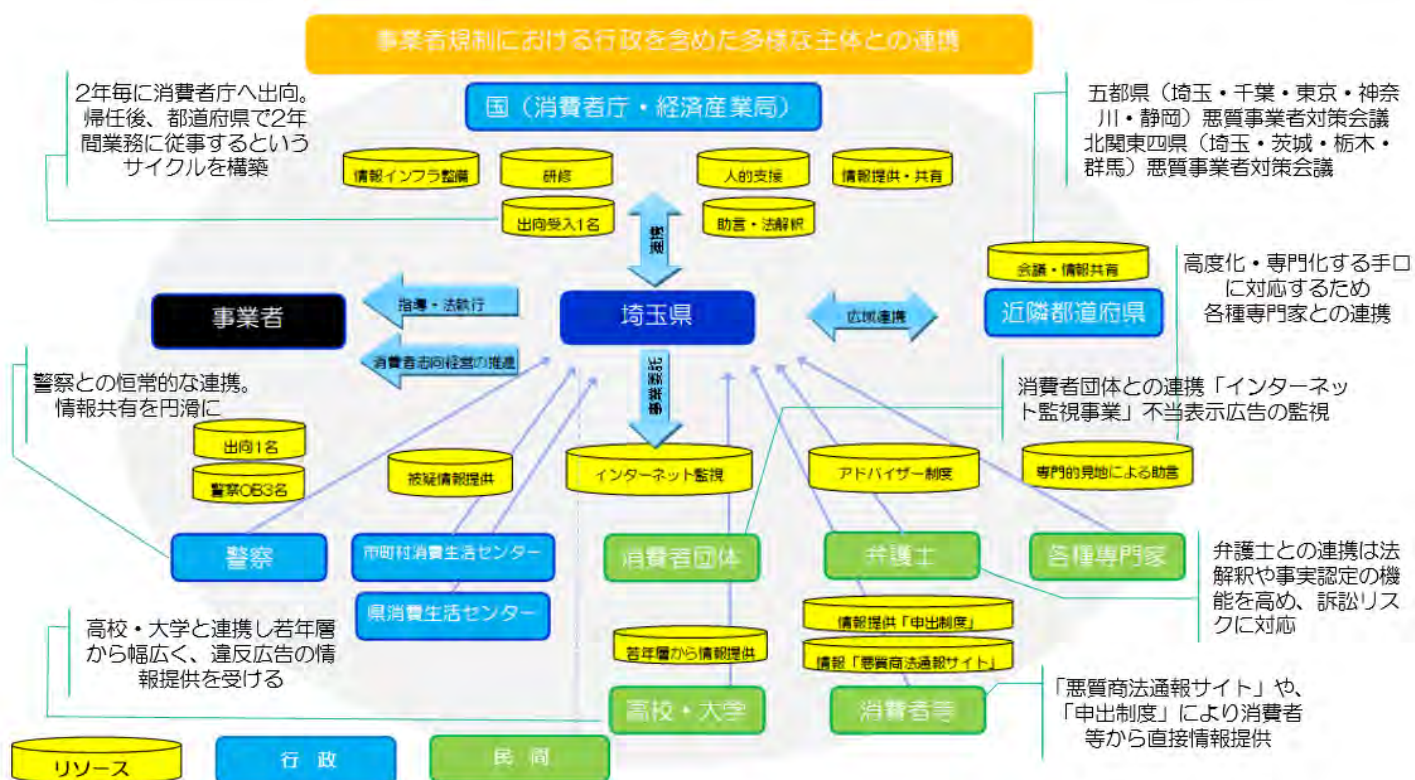 事業者規制における行政を含めた多様な主体との連携
2年毎に消費者庁へ出向。
帰任後、都道府県で2年
間業務に従事するという
サイクルを構築
国（消費者庁・経済産業局）
五都県（埼玉・千葉・東京・神奈
川・静岡）悪質事業者対策会議
北関東四県（埼玉・茨城・栃木・
群馬）悪質事業者対策会議
情報インフラ整備
研修
人的支援
情報提供・共有
出向受入1名
助言・法解釈
連携
会議・情報共有
高度化・専門化する手口
に対応するため
各種専門家との連携
事業者
指導・法執行
埼玉県
広域連携
近隣都道府県
消費者志向経営の推進
事業委託
警察との恒常的な連携。
情報共有を円滑に
消費者団体との連携「インターネッ
ト監視事業」不当表示広告の監視
出向1名
警察OB3名
被疑情報提供
インターネット監視
アドバイザー制度
専門的見地による助言
警察
市町村消費生活センター
消費者団体
弁護士
各種専門家
県消費生活センター
弁護士との連携は法
解釈や事実認定の機
能を高め、訴訟リス
クに対応
高校・大学と連携し若年層
から幅広く、違反広告の情
報提供を受ける
情報提供「申出制度」
若年層から情報提供
情報「悪質商法通報サイト」
高校・大学
消費者等
「悪質商法通報サイト」や、
「申出制度」により消費者
等から直接情報提供
リソース
行 政
民 間